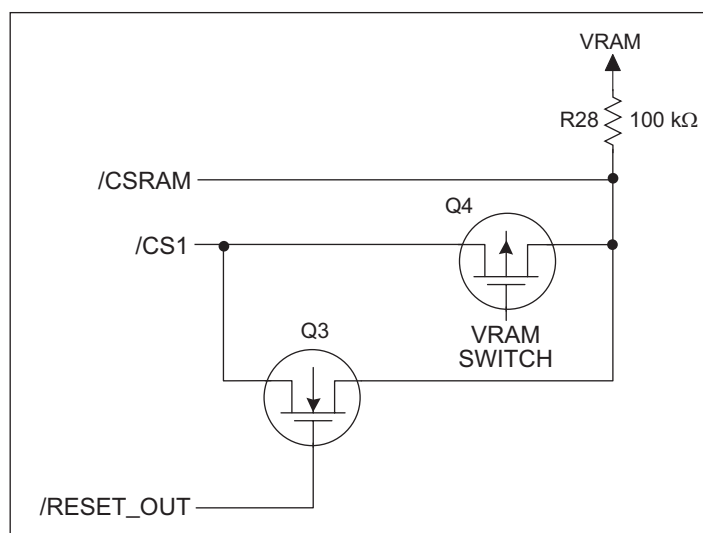 VRAM
R28 100 kΩ
/CSRAM
Q4
/CS1
VRAM
SWITCH
Q3
/RESET_OUT